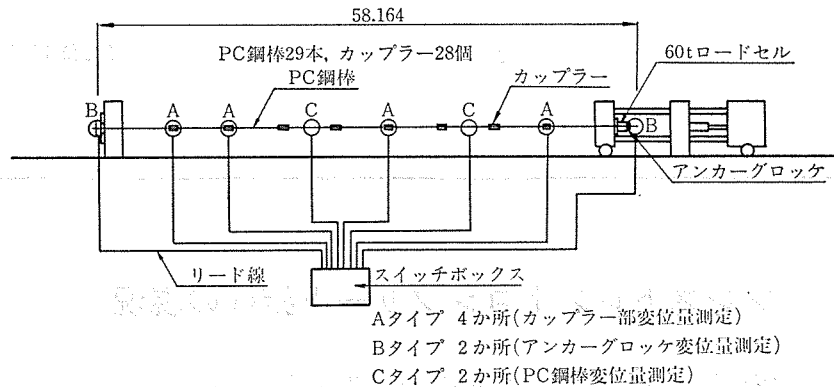 58.164
PC鋼棒29本, カップラー28個
60tロードセル
PC鋼棒
カップラー
B
A
A
C
A
C
A
B
アンカーグロッケ
リード線
スイッチボックス
Aタイプ 4か所(カップラー部変位量測定)
Bタイプ 2か所(アンカーグロッケ変位量測定)
Cタイプ 2か所(PC鋼棒変位量測定)